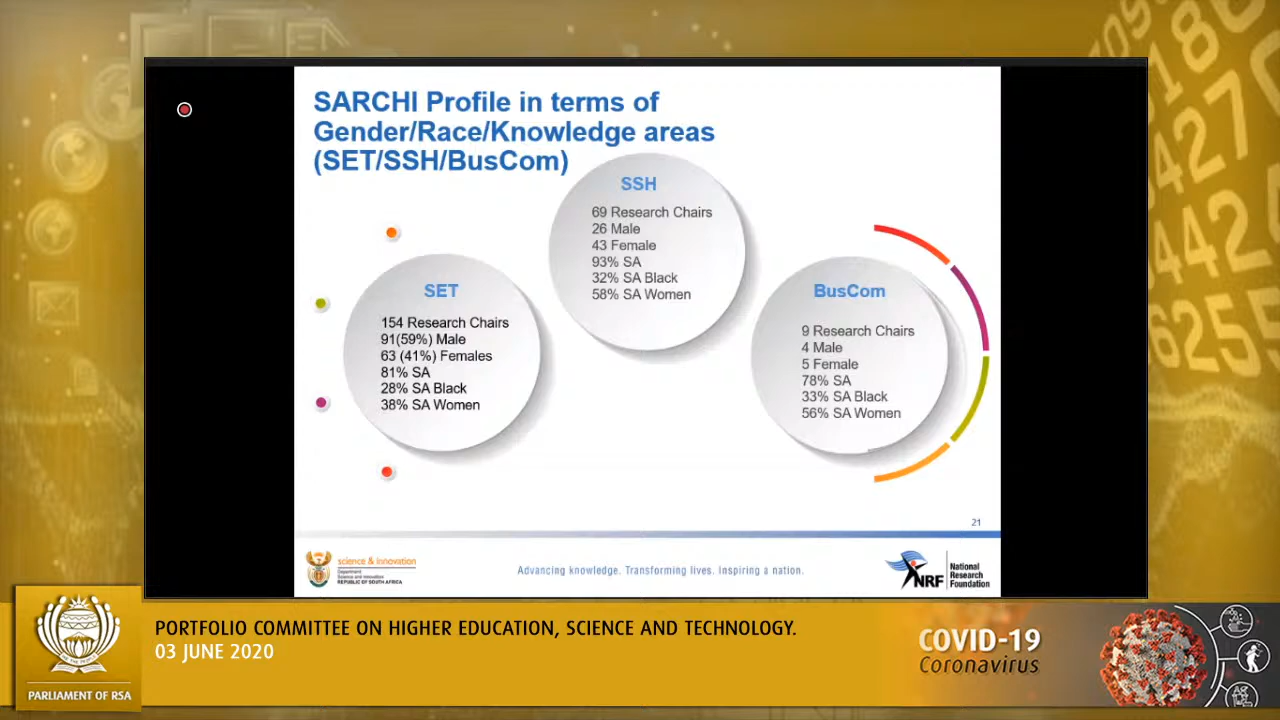 SARCHI Profile in terms of
Gender/Race/Knowledge areas
(SET/SSH/BusCom)
SSH
69 Research Chairs
26 Male
43 Female
93% SA
32% SA Black
58% SA Women
SET
154 Research Chairs
91(59%) Male
63 (41%) Females
81% SA
28% SA Black
38% SA Women
BusCom
9 Research Chairs
4 Male
5 Female
78% SA
33% SA Black
56% SA Women
21
science & innovation
Department
Science and innovation
REPUBLIC OF SOUTH AFRICA
Advancing knowledge. Transforming lives. Inspiring a nation.
NRF
National
Research
Foundation
PORTFOLIO COMMITTEE ON HIGHER EDUCATION, SCIENCE AND TECHNOLOGY.
03 JUNE 2020
PARLIAMENT OF RSA
COVID-19
Coronavirus